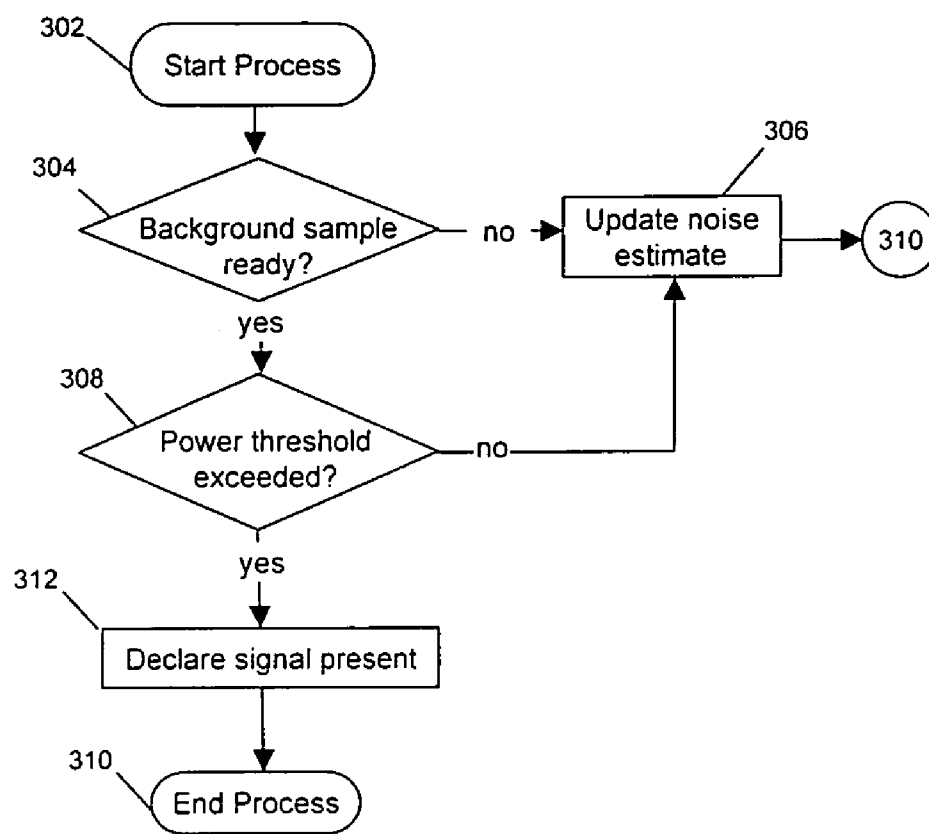 302
Start Process
304
Background sample
ready?
no
306
Update noise
estimate
310
yes
308
Power threshold
exceeded?
no
yes
312
Declare signal present
310
End Process